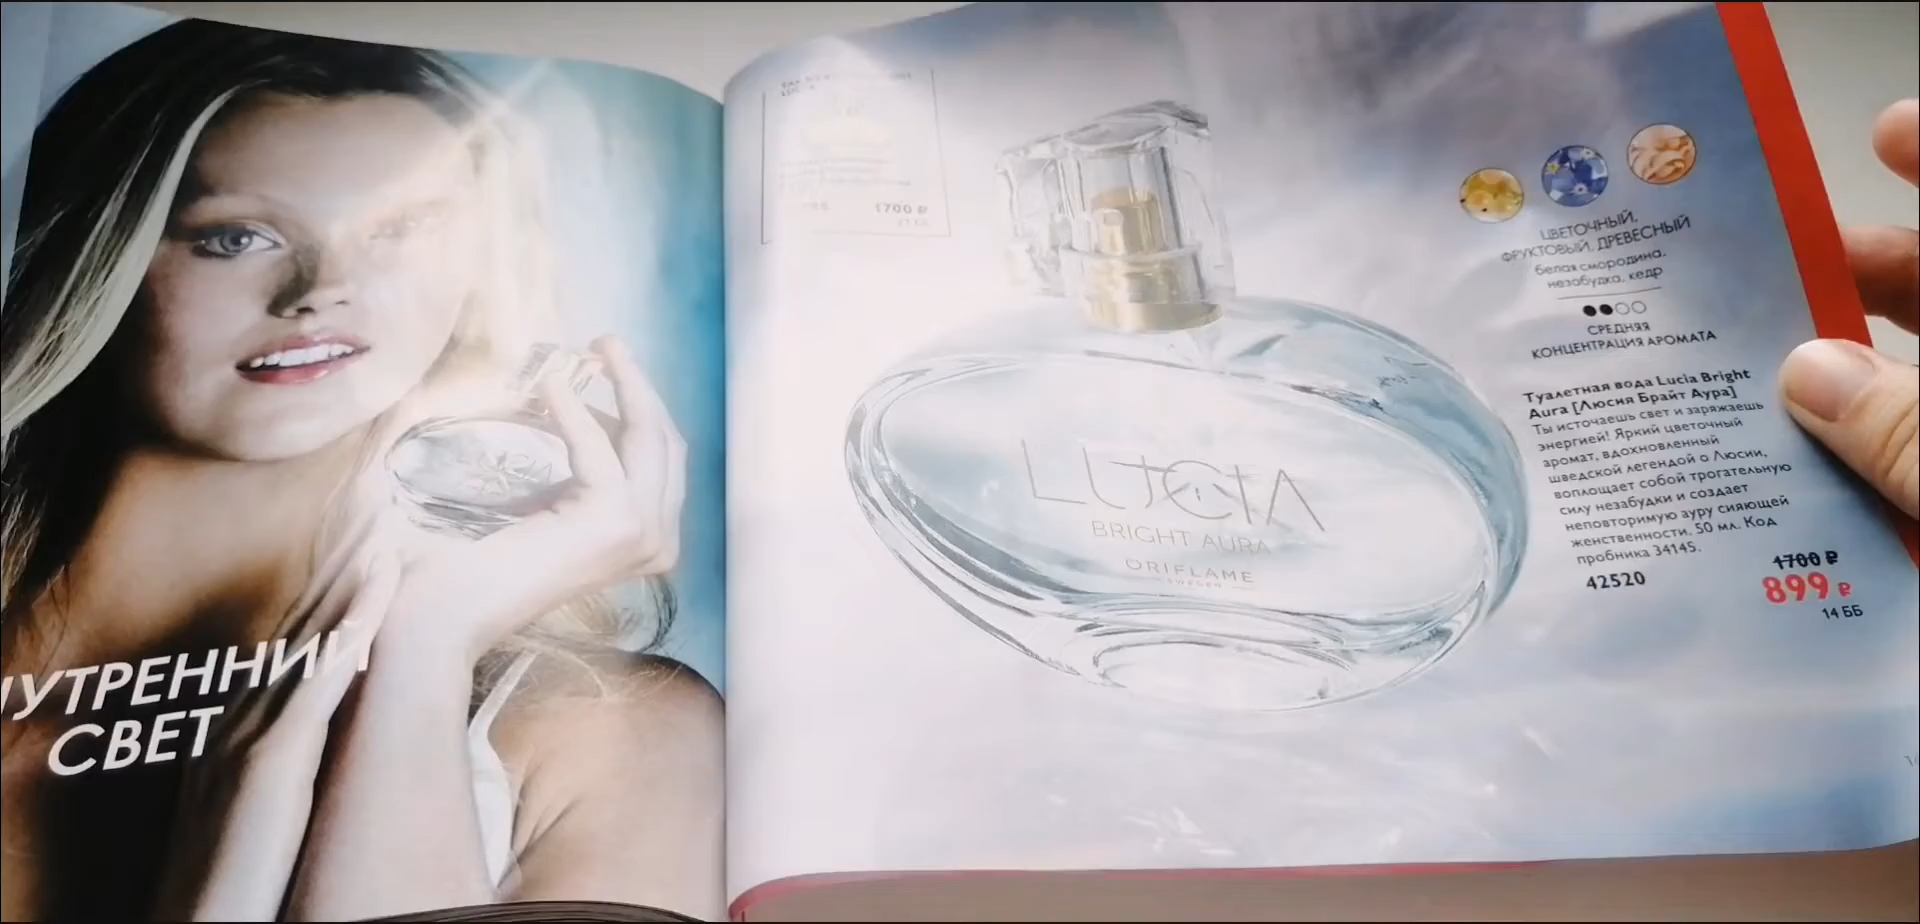 УТРЕННИЙ
СВЕТ
1700 ₽
LUCIA
LUCIA
BRIGHT AURA
ORIFLAME
SWEDEN
ЦВЕТОЧНЫЙ,
ФРУКТОВЫЙ, ДРЕВЕСНЫЙ
белая смородина,
незабудка, кедр
СРЕДНЯЯ
КОНЦЕНТРАЦИЯ АРОМАТА
Туалетная вода Lucia Bright
Aura [Люсия Брайт Аура]
Ты источаешь свет и заряжаешь
энергией! Яркий цветочный
аромат, вдохновленный
шведской легендой о Люсии,
воплощает собой трогательную
силу незабудки и создает
неповторимую ауру сияющей
женственности. 50 мл. Код
пробника 34145.
42520
1700 ₽
899 ₽
14 ББ